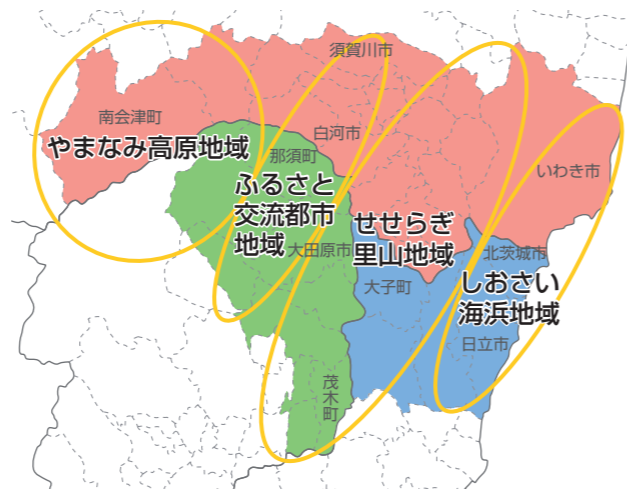 須賀川市
南会津町
白河市
やまなみ高原地域
那須町
いわき市
ふるさと
交流都市
地域
せせらぎ
里山地域
大田原市
北茨城市
大子町
しおさい
海浜地域
日立市
茂木町